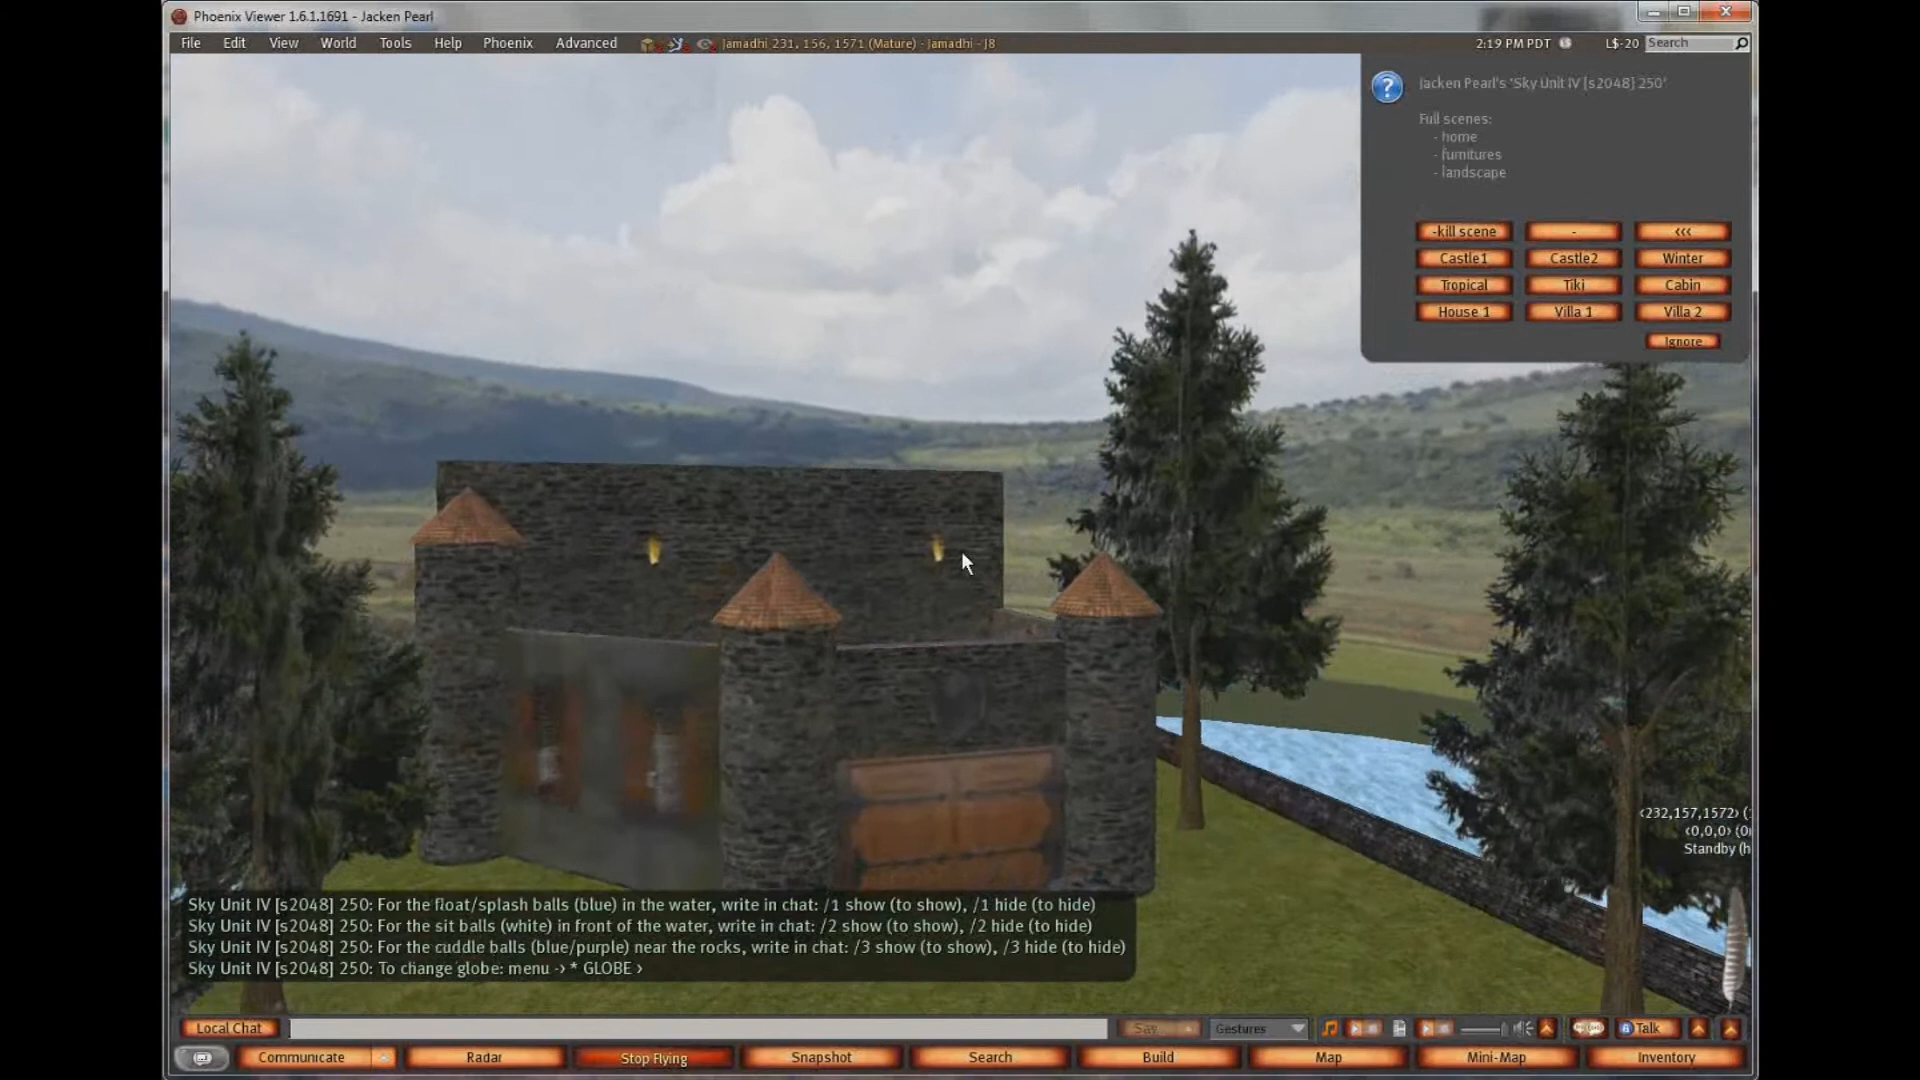 Phoenix Viewer 1.6.1.1691 - Jacken Pearl
File Edit View World Tools Help Phoenix Advanced Jamadhi 231, 156, 1571 (Mature) - Jamadhi - J8 2:19 PM PDT L$-20 Search
Jacken Pearl's 'Sky Unit IV [s2048] 250'
Full scenes:
- home
- furnitures
- landscape
-kill scene - <<<
Castle1 Castle2 Winter
Tropical Tiki Cabin
House 1 Villa 1 Villa 2
Ignore
<232,157,1572> (
<0,0,0> (0
Standby (h
Sky Unit IV [s2048] 250: For the float/splash balls (blue) in the water, write in chat: /1 show (to show), /1 hide (to hide)
Sky Unit IV [s2048] 250: For the sit balls (white) in front of the water, write in chat: /2 show (to show), /2 hide (to hide)
Sky Unit IV [s2048] 250: For the cuddle balls (blue/purple) near the rocks, write in chat: /3 show (to show), /3 hide (to hide)
Sky Unit IV [s2048] 250: To change globe: menu -> * GLOBE >
Local Chat Say Gestures Talk
Communicate Radar Stop Flying Snapshot Search Build Map Mini-Map Inventory